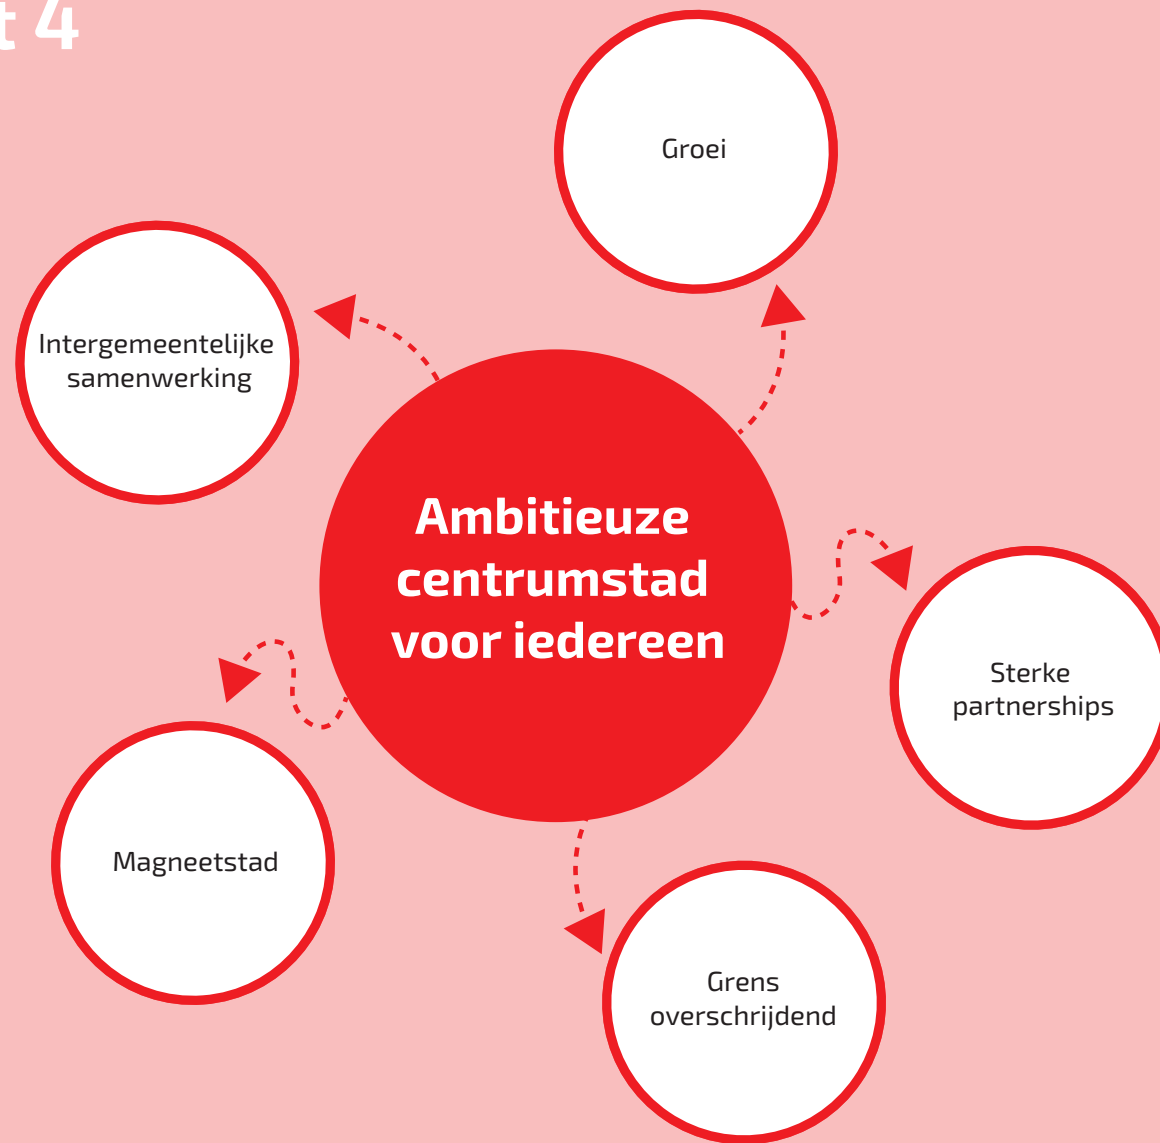 t 4
Groei
Intergemeentelijke
samenwerking
Ambitieuze
centrumstad
voor iedereen
Sterke
partnerships
Magneetstad
Grens
overschrijdend